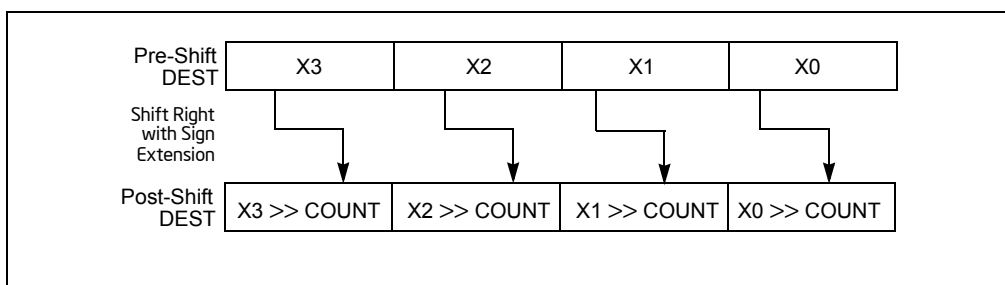 Pre-Shift
DEST
X3 X2 X1 X0
Shift Right
with Sign
Extension
Post-Shift
DEST
X3 >> COUNT X2 >> COUNT X1 >> COUNT X0 >> COUNT